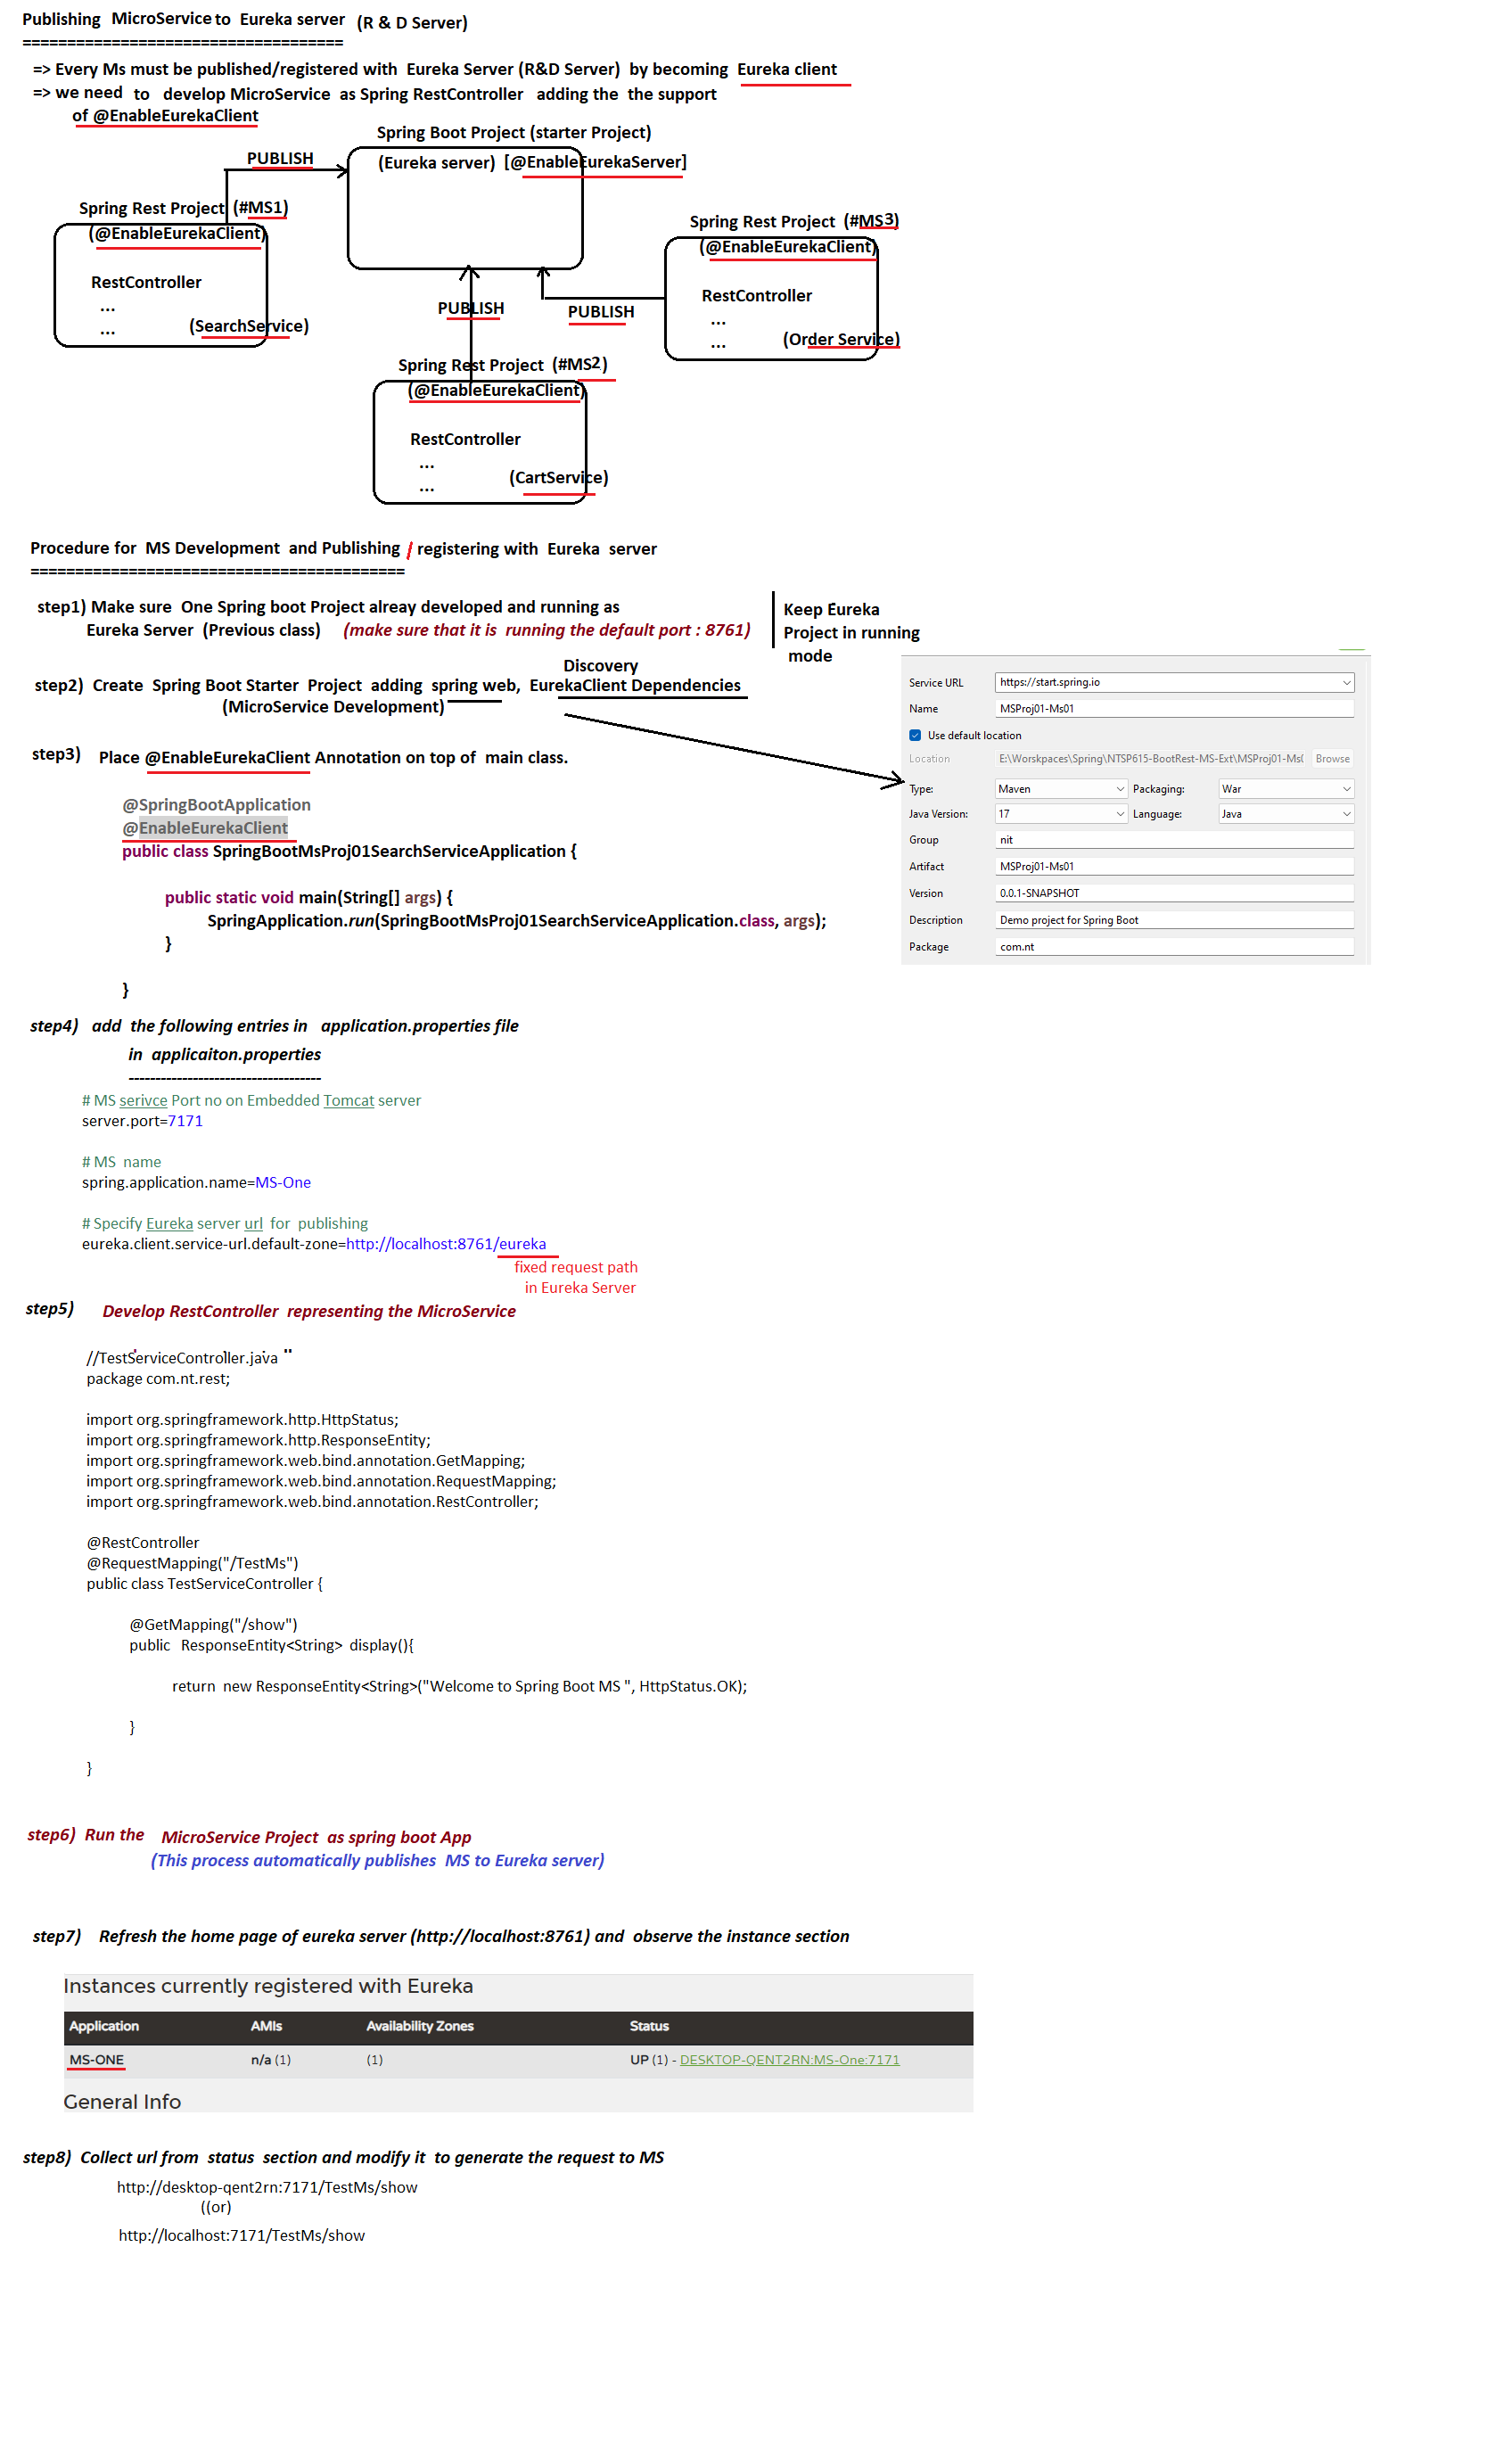 Publishing MicroService to Eureka server (R & D Server)
====================================
=> Every Ms must be published/registered with Eureka Server (R&D Server) by becoming Eureka client
=> we need to develop MicroService as Spring RestController adding the the support
of @EnableEurekaClient
Spring Boot Project (starter Project)
PUBLISH
(Eureka server) [@EnableEurekaServer]
Spring Rest Project (#MS1)
(@EnableEurekaClient)
RestController
...
...
(SearchService)
Spring Rest Project (#MS3)
(@EnableEurekaClient)
RestController
...
...
(Order Service)
PUBLISH
PUBLISH
Spring Rest Project (#MS2)
(@EnableEurekaClient)
RestController
...
...
(CartService)
Procedure for MS Development and Publishing / registering with Eureka server
==========================================
step1) Make sure One Spring boot Project alreay developed and running as
Eureka Server (Previous class) (make sure that it is running the default port : 8761)
Keep Eureka
Project in running
mode
Discovery
step2) Create Spring Boot Starter Project adding spring web, EurekaClient Dependencies
(MicroService Development)
Service URL https://start.spring.io
Name MSProj01-Ms01
Use default location
Location E:\Worskpaces\Spring\NTSP615-BootRest-MS-Ext\MSProj01-Ms( Browse
Type: Maven Packaging: War
Java Version: 17 Language: Java
Group nit
Artifact MSProj01-Ms01
Version 0.0.1-SNAPSHOT
Description Demo project for Spring Boot
Package com.nt
step3) Place @EnableEurekaClient Annotation on top of main class.
@SpringBootApplication
@EnableEurekaClient
public class SpringBootMsProj01SearchServiceApplication {
public static void main(String[] args) {
SpringApplication.run(SpringBootMsProj01SearchServiceApplication.class, args);
}
}
step4) add the following entries in application.properties file
in applicaiton.properties
------------------------------------
# MS serivce Port no on Embedded Tomcat server
server.port=7171
# MS name
spring.application.name=MS-One
# Specify Eureka server url for publishing
eureka.client.service-url.default-zone=http://localhost:8761/eureka
fixed request path
in Eureka Server
step5) Develop RestController representing the MicroService
//TestServiceController.java
package com.nt.rest;
import org.springframework.http.HttpStatus;
import org.springframework.http.ResponseEntity;
import org.springframework.web.bind.annotation.GetMapping;
import org.springframework.web.bind.annotation.RequestMapping;
import org.springframework.web.bind.annotation.RestController;
@RestController
@RequestMapping("/TestMs")
public class TestServiceController {
@GetMapping("/show")
public ResponseEntity<String> display(){
return new ResponseEntity<String>("Welcome to Spring Boot MS ", HttpStatus.OK);
}
}
step6) Run the MicroService Project as spring boot App
(This process automatically publishes MS to Eureka server)
step7) Refresh the home page of eureka server (http://localhost:8761) and observe the instance section
Instances currently registered with Eureka
Application AMIs Availability Zones Status
MS-ONE n/a (1) (1) UP (1) - DESKTOP-QENT2RN:MS-One:7171
General Info
step8) Collect url from status section and modify it to generate the request to MS
http://desktop-qent2rn:7171/TestMs/show
((or)
http://localhost:7171/TestMs/show